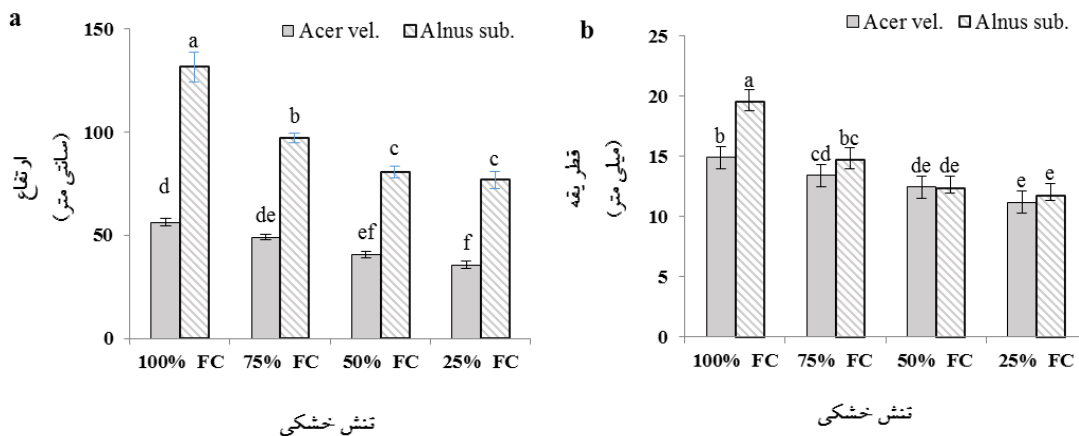 a
Acer vel. Alnus sub.
150
100
50
0
ارتفاع
(سانتی متر)
a
b
c
c
d
de
ef
f
100% FC 75% FC 50% FC 25% FC
تنش خشکی
b
Acer vel. Alnus sub.
25
20
15
10
5
0
قطر یقه
(میلی متر)
a
b
cd bc
de de
e e
100% FC 75% FC 50% FC 25% FC
تنش خشکی